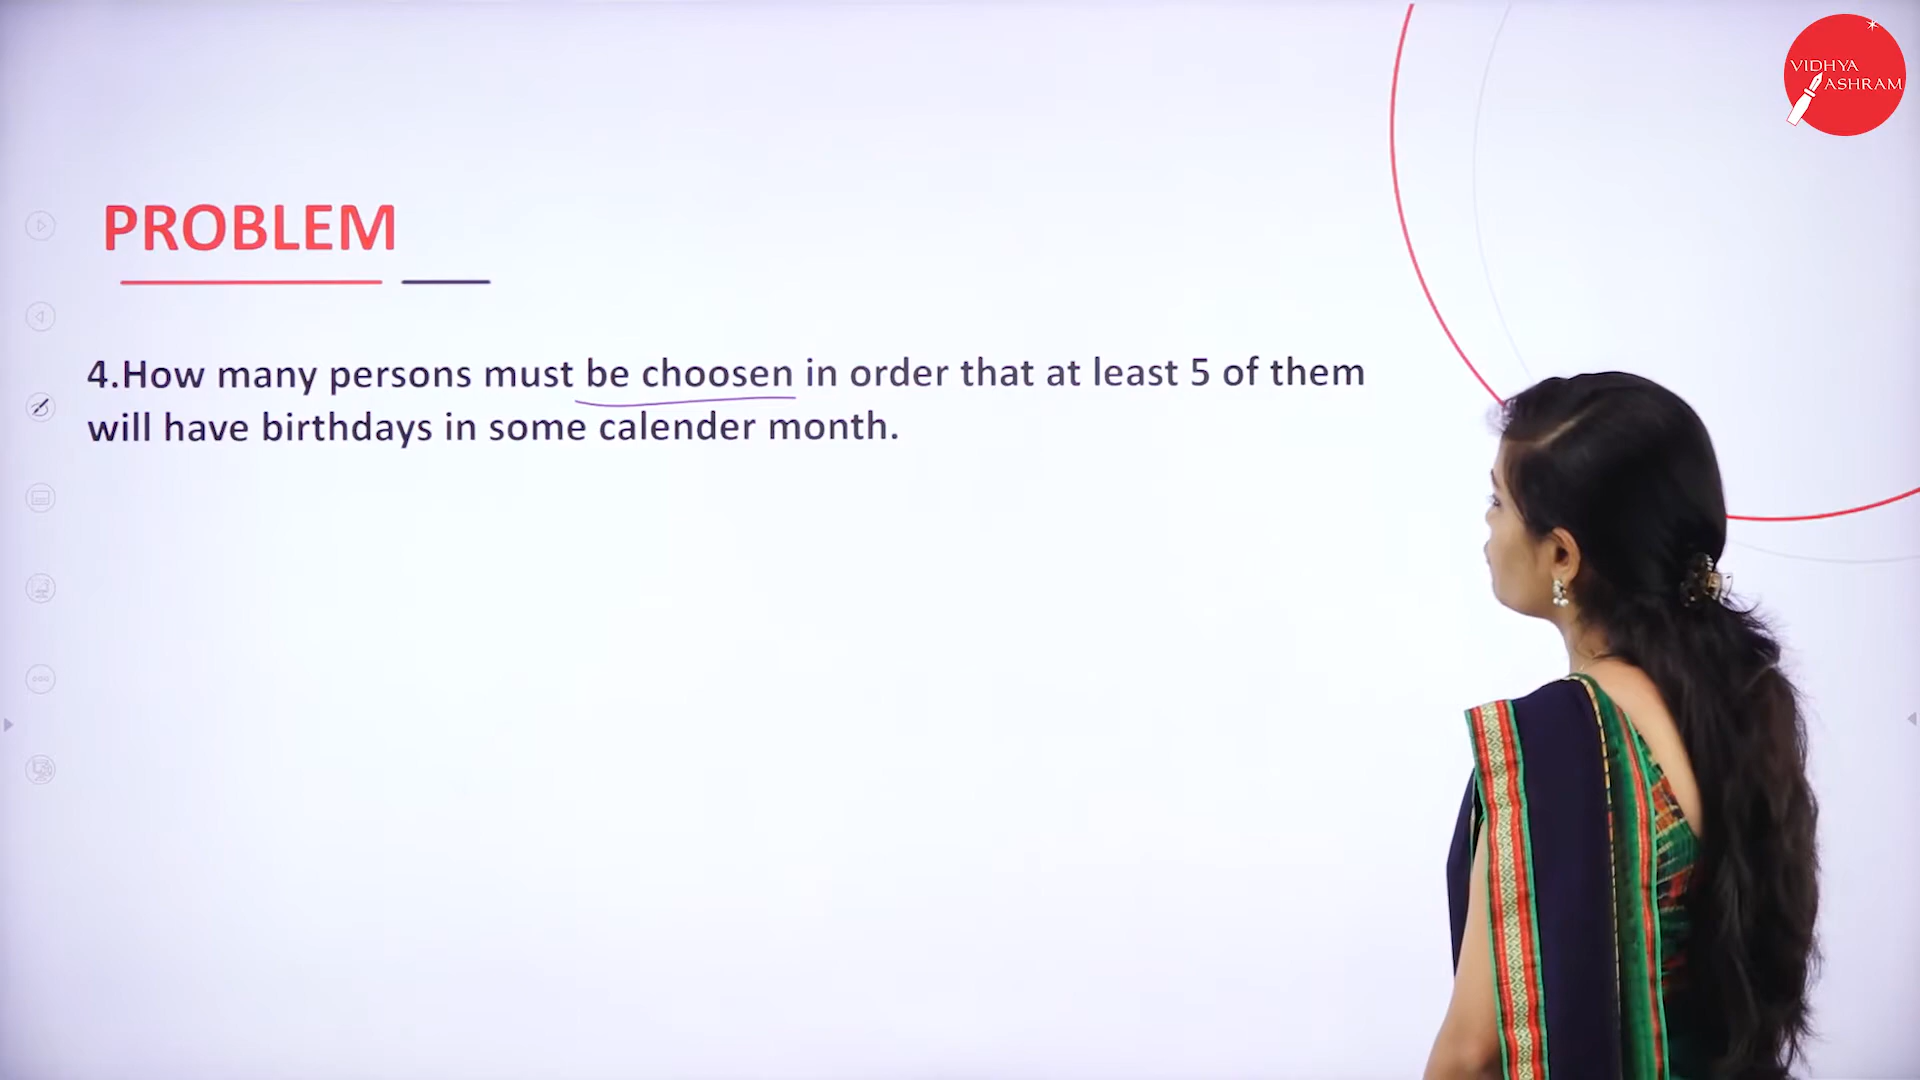 VIDHYA
ASHRAM
PROBLEM
4.How many persons must be choosen in order that at least 5 of them
will have birthdays in some calender month.